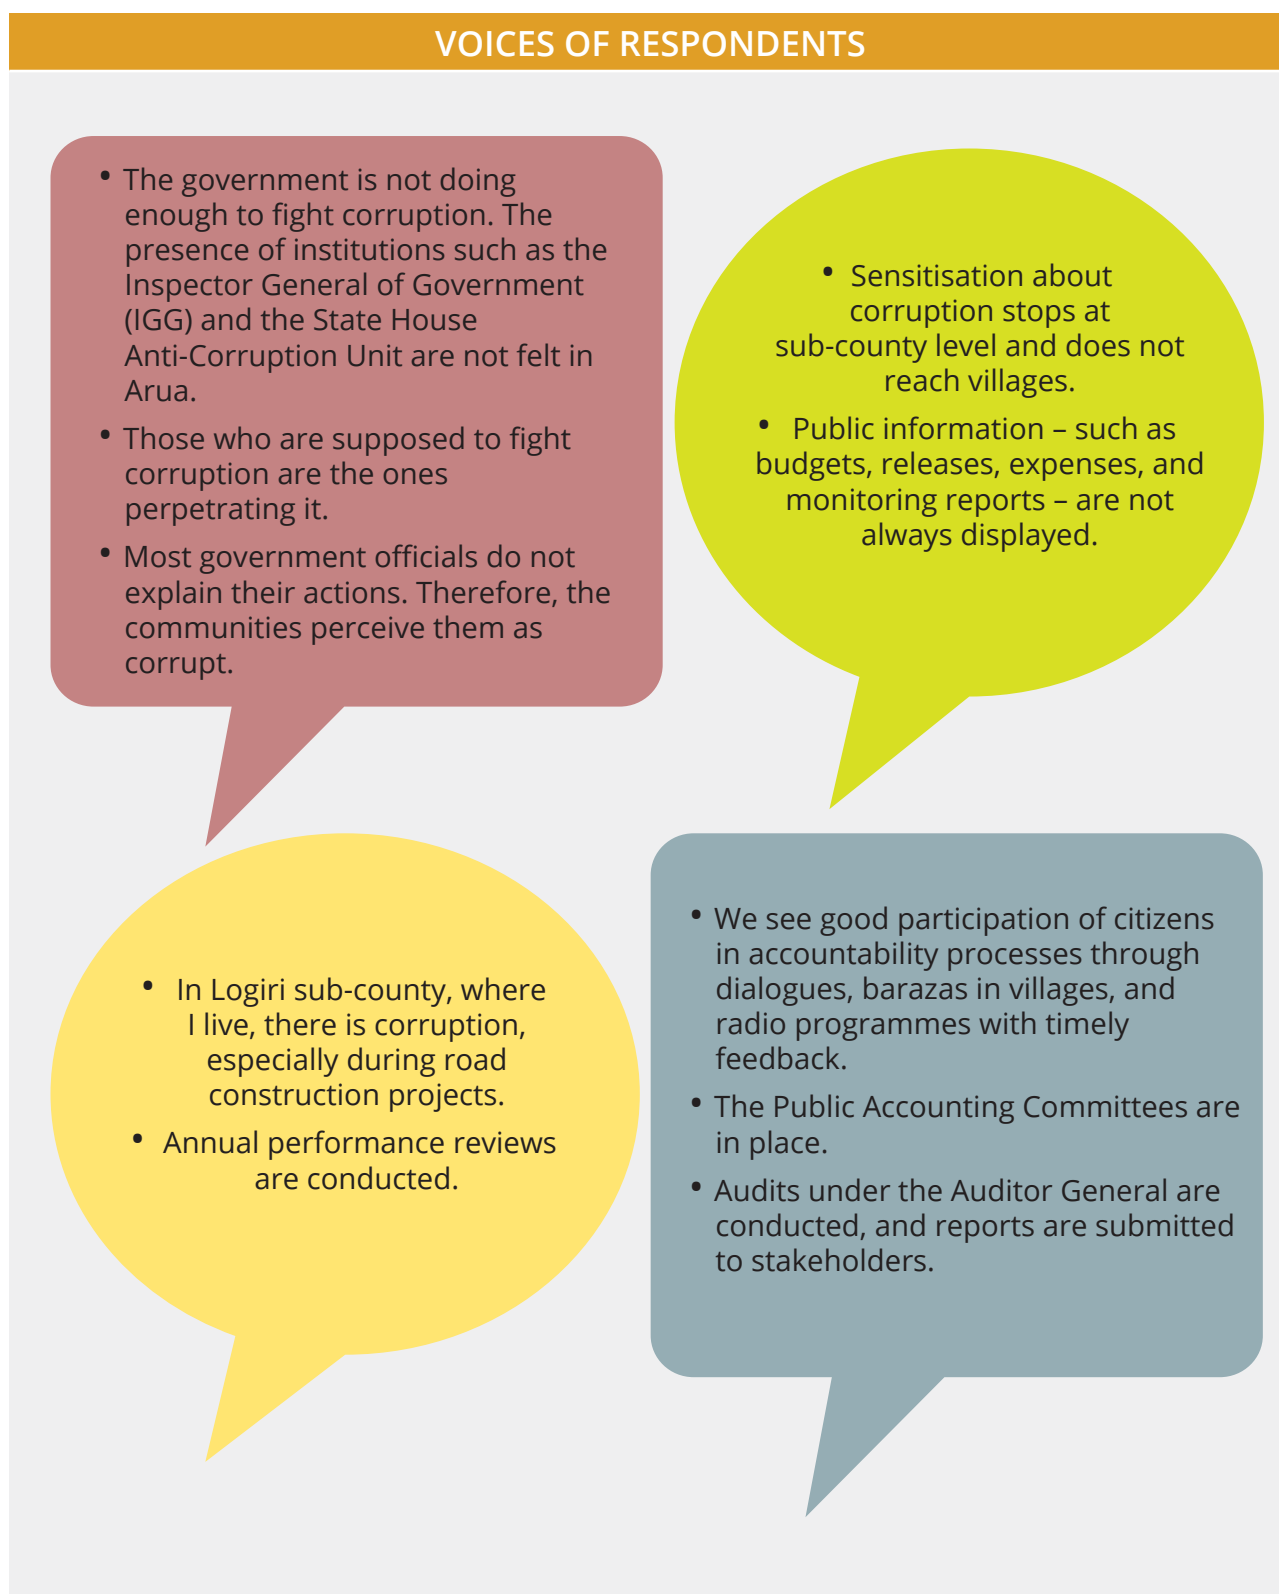 VOICES OF RESPONDENTS
• The government is not doing
enough to fight corruption. The
presence of institutions such as the
Inspector General of Government
(IGG) and the State House
Anti-Corruption Unit are not felt in
Arua.
• Those who are supposed to fight
corruption are the ones
perpetrating it.
• Most government officials do not
explain their actions. Therefore, the
communities perceive them as
corrupt.
• Sensitisation about
corruption stops at
sub-county level and does not
reach villages.
• Public information – such as
budgets, releases, expenses, and
monitoring reports – are not
always displayed.
• In Logiri sub-county, where
I live, there is corruption,
especially during road
construction projects.
• Annual performance reviews
are conducted.
• We see good participation of citizens
in accountability processes through
dialogues, barazas in villages, and
radio programmes with timely
feedback.
• The Public Accounting Committees are
in place.
• Audits under the Auditor General are
conducted, and reports are submitted
to stakeholders.